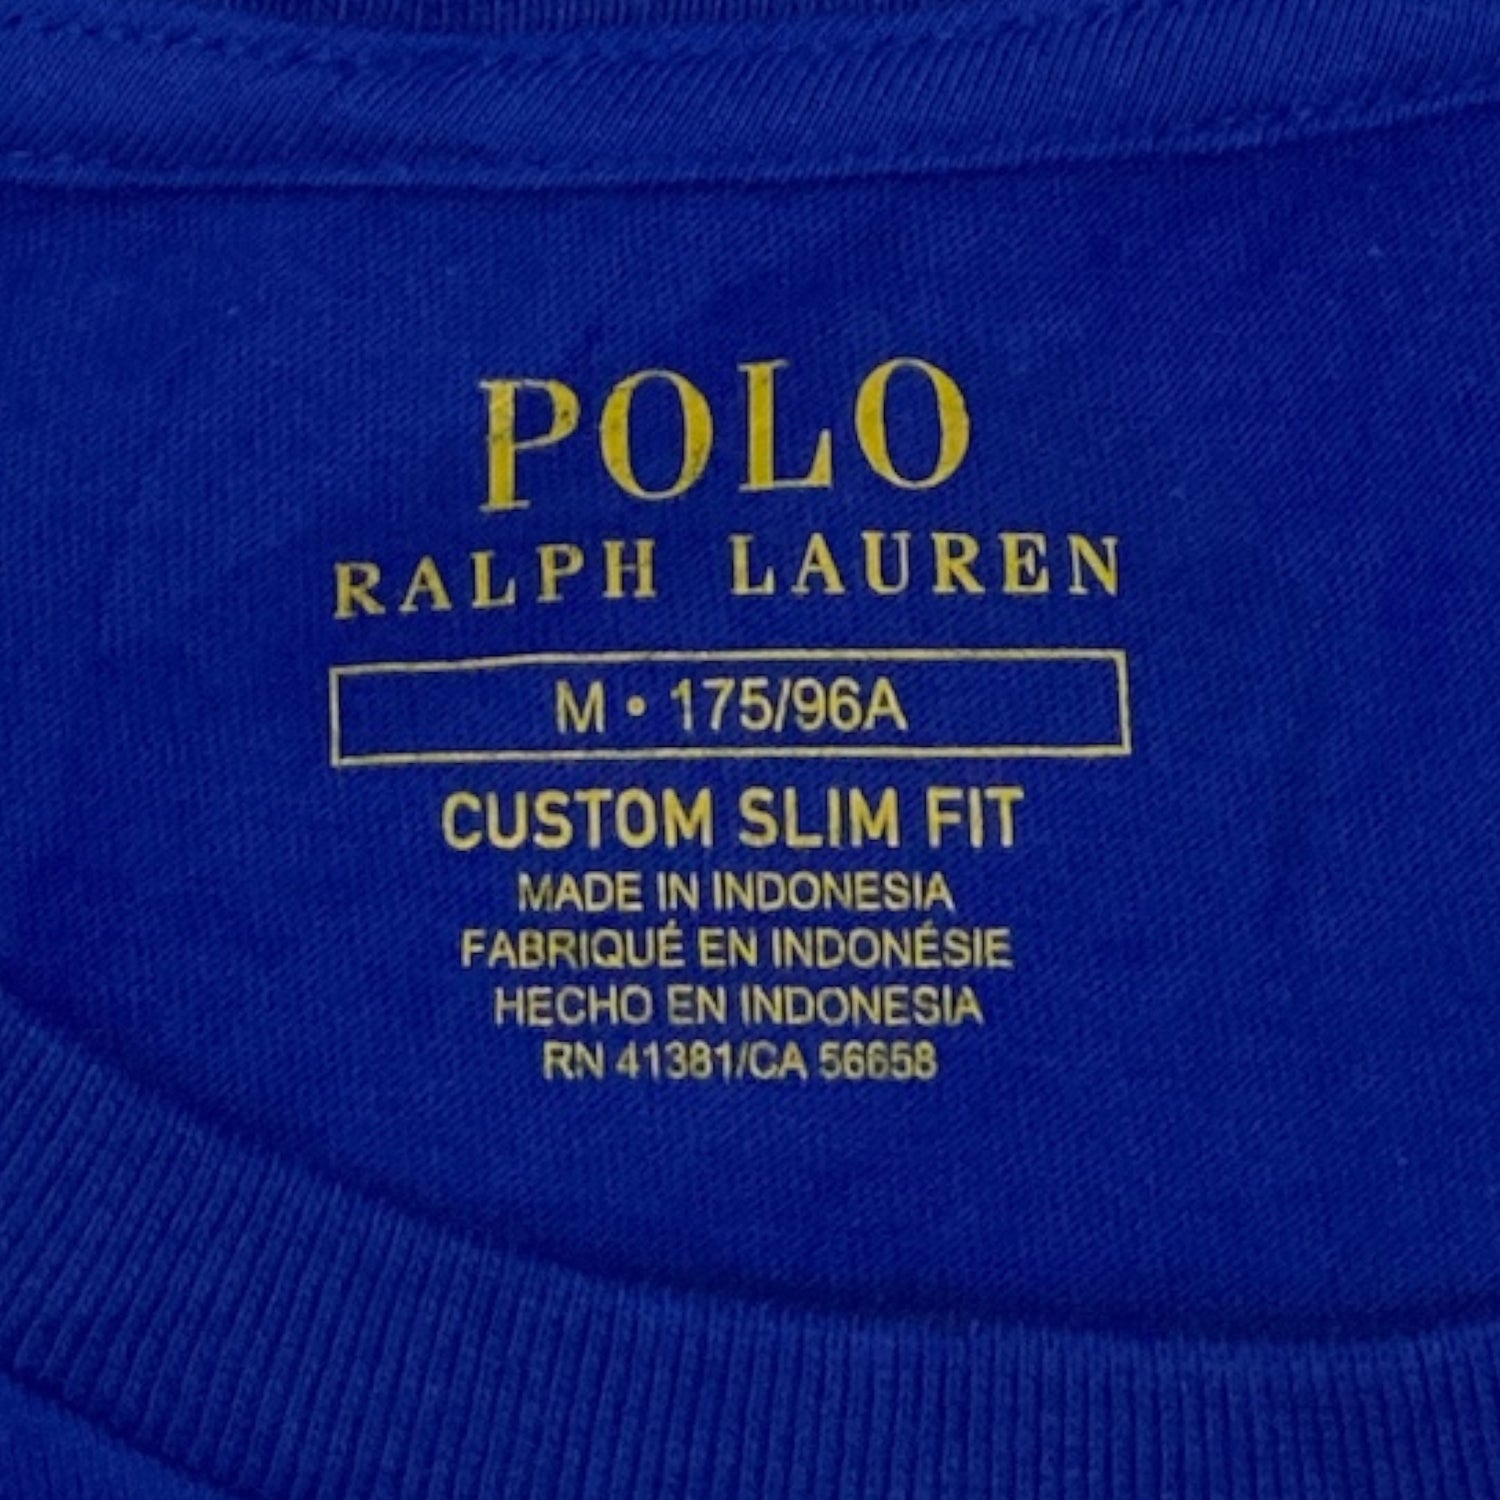 POLO
RALPH LAUREN
M • 175/96A
CUSTOM SLIM FIT
MADE IN INDONESIA
FABRIQUÉ EN INDONÉSIE
HECHO EN INDONESIA
RN 41381/CA 56658